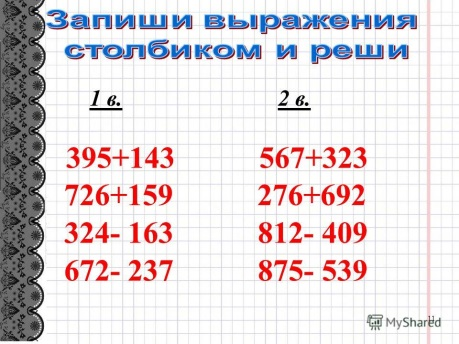 Запиши выражения
столбиком и реши
1 в. 2 в.
395+143 567+323
726+159 276+692
324- 163 812- 409
672- 237 875- 539
11
MyShared